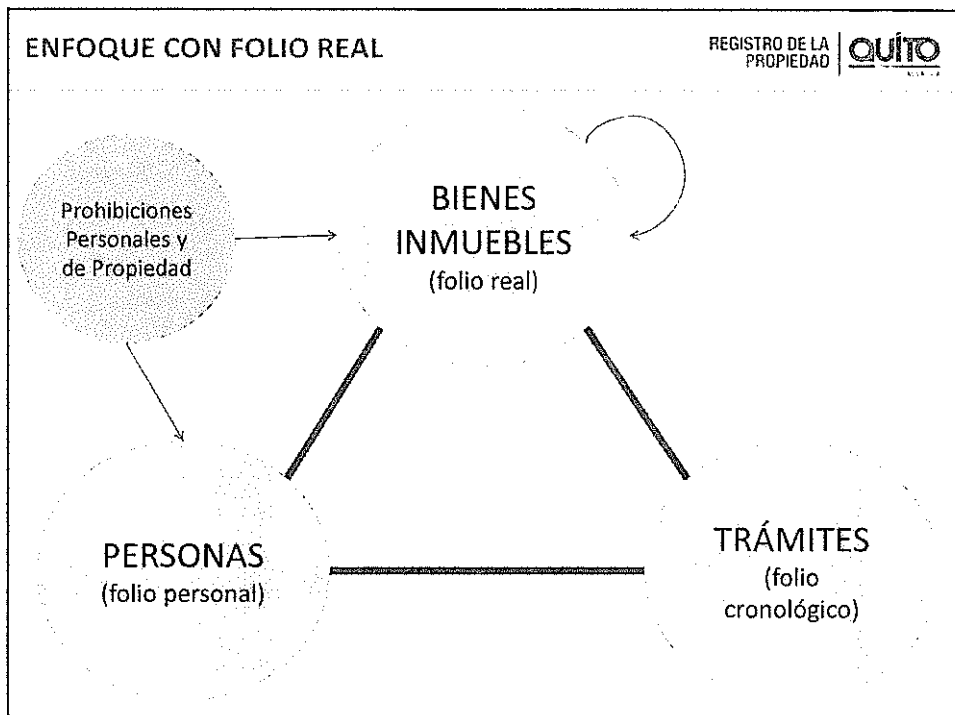 ENFOQUE CON FOLIO REAL
REGISTRO DE LA
PROPIEDAD
QUITO
Prohibiciones
Personales y
de Propiedad
BIENES
INMUEBLES
(folio real)
PERSONAS
(folio personal)
TRÁMITES
(folio
cronológico)